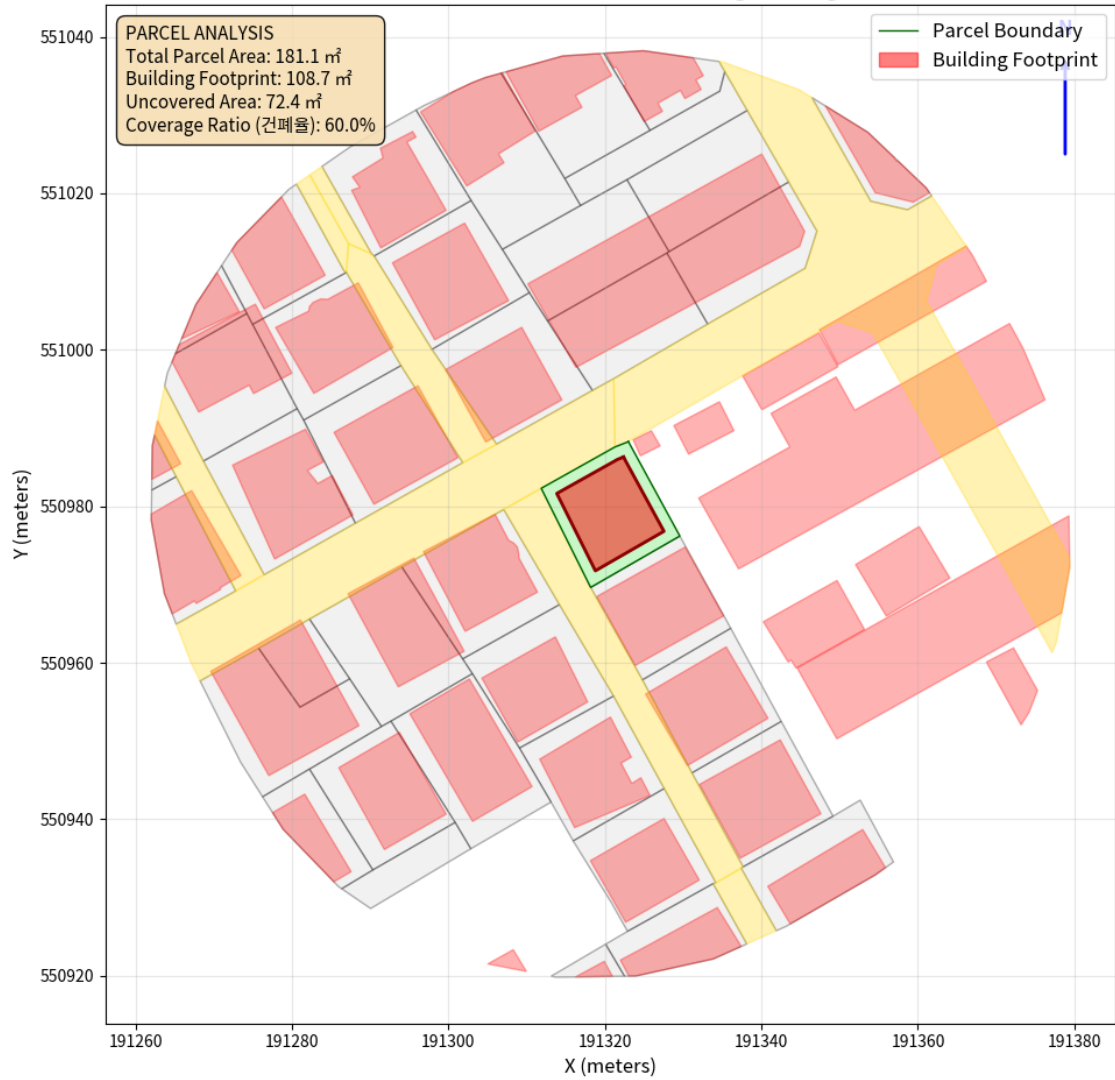 PARCEL ANALYSIS
Total Parcel Area: 181.1 ㎡
Building Footprint: 108.7 ㎡
Uncovered Area: 72.4 ㎡
Coverage Ratio (건폐율): 60.0%
Parcel Boundary
Building Footprint
N
551040
551020
551000
550980
550960
550940
550920
Y (meters)
191260
191280
191300
191320
191340
191360
191380
X (meters)